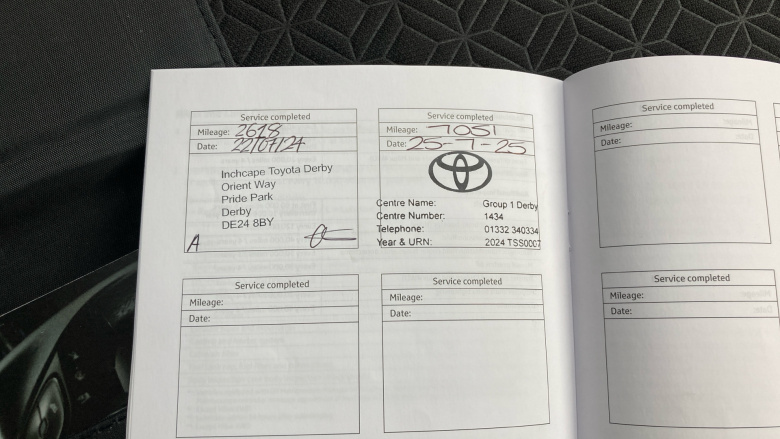 Service completed
Mileage: 2618
Date: 22/07/24
Inchcape Toyota Derby
Orient Way
Pride Park
Derby
DE24 8BY
A
Service completed
Mileage: 7051
Date: 25-7-25
Centre Name: Group 1 Derby
Centre Number: 1434
Telephone: 01332 340334
Year & URN: 2024 TSS0007
Service completed
Mileage:
Date:
Service completed
Mileage:
Date:
Service completed
Mileage:
Date:
Service completed
Mileage:
Date: